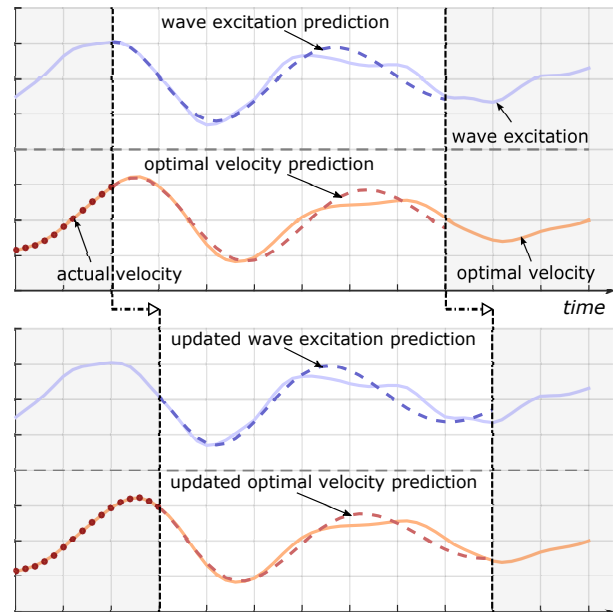 wave excitation prediction
wave excitation
optimal velocity prediction
actual velocity
optimal velocity
time
updated wave excitation prediction
updated optimal velocity prediction